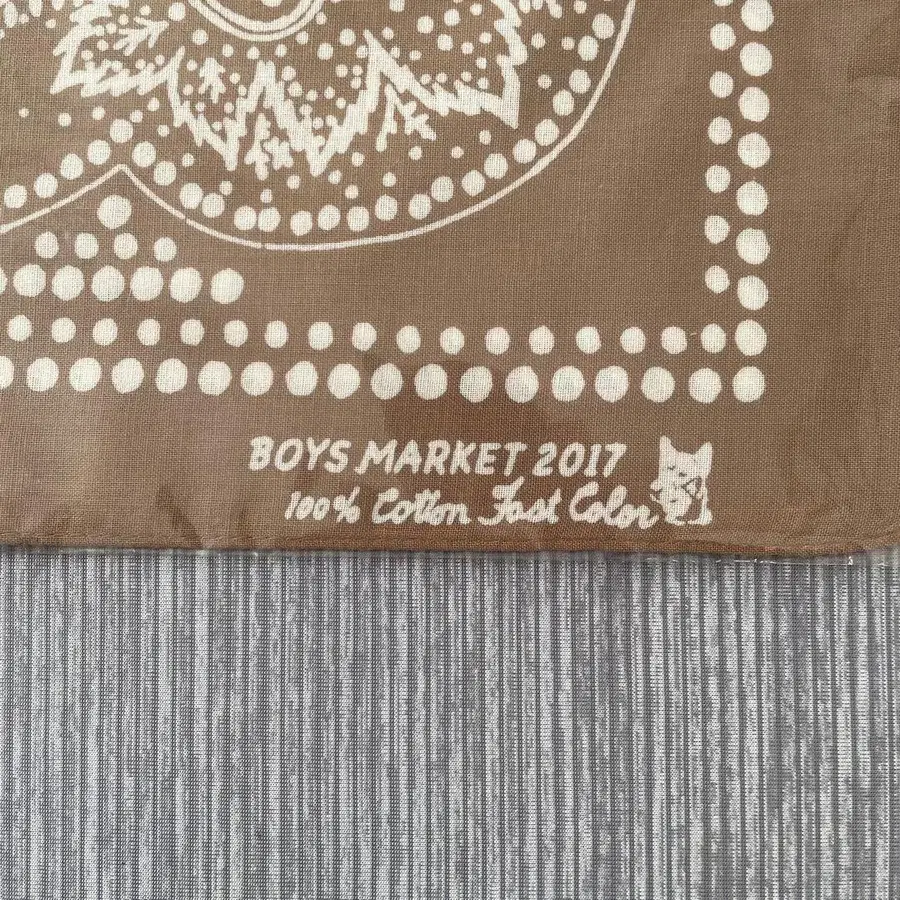 BOYS MARKET 2017
100% Cotton Fast Color